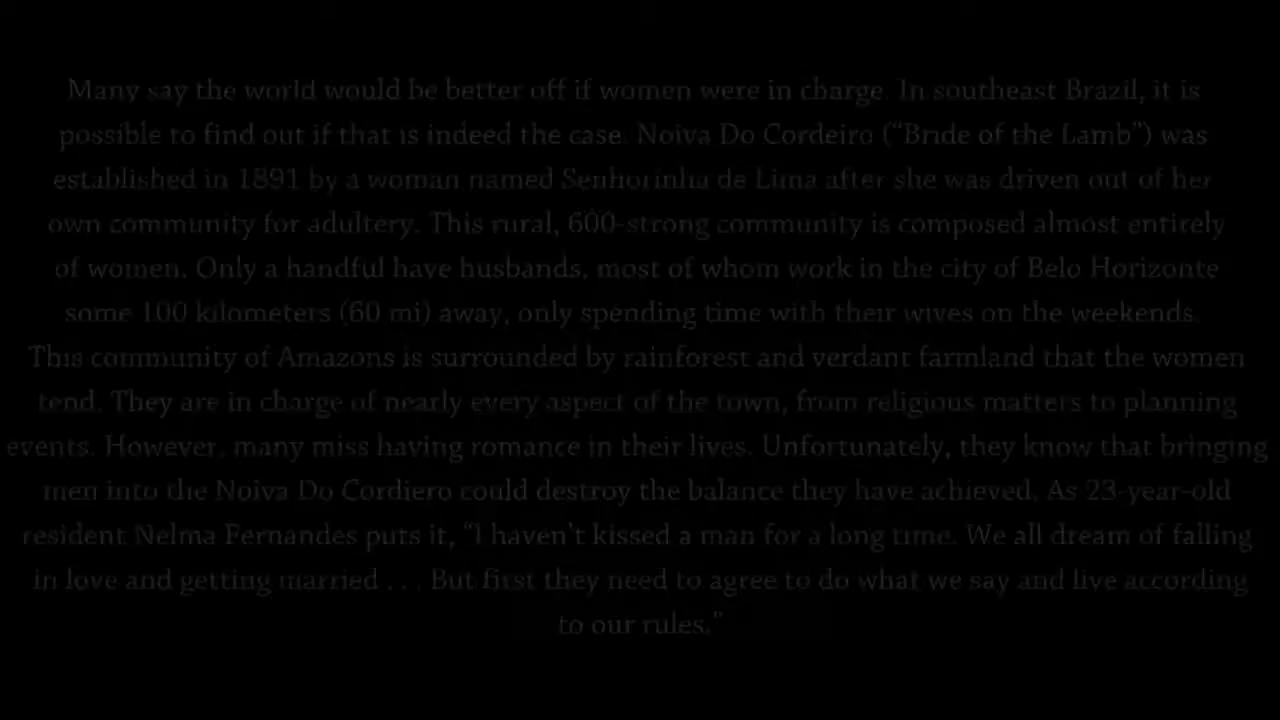 Many say the world would be better off if women were in charge. In southeast Brazil, it is
possible to find out if that is indeed the case. Noiva Do Cordeiro (“Bride of the Lamb”) was
established in 1891 by a woman named Senhorinha de Lima after she was driven out of her
own community for adultery. This rural, 600-strong community is composed almost entirely
of women. Only a handful have husbands, most of whom work in the city of Belo Horizonte
some 100 kilometers (60 mi) away, only spending time with their wives on the weekends.
This community of Amazons is surrounded by rainforest and verdant farmland that the women
tend. They are in charge of nearly every aspect of the town, from religious matters to planning
events. However, many miss having romance in their lives. Unfortunately, they know that bringing
men into the Noiva Do Cordiero could destroy the balance they have achieved. As 23-year-old
resident Nelma Fernandes puts it, “I haven't kissed a man for a long time. We all dream of falling
in love and getting married . . . But first they need to agree to do what we say and live according
to our rules.”